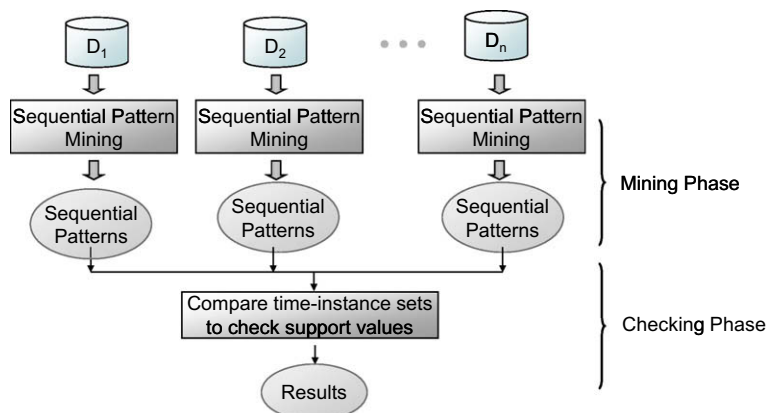 D1
D2
Dn
Sequential Pattern
Mining
Sequential Pattern
Mining
Sequential Pattern
Mining
Mining Phase
Sequential
Patterns
Sequential
Patterns
Sequential
Patterns
Compare time-instance sets
to check support values
Checking Phase
Results